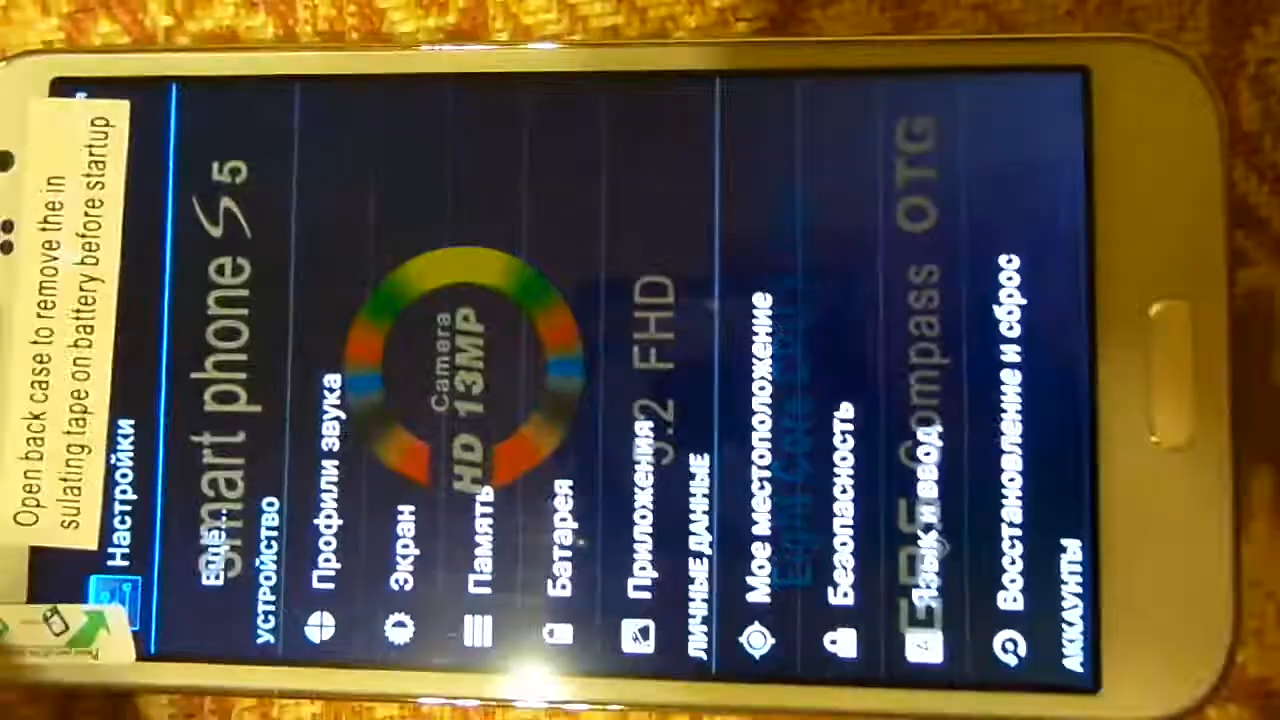 Open back case to remove the in
sulating tape on battery before startup
Настройки
Ещё...
Smart phone S5
УСТРОЙСТВО
Профили звука
Экран
Camera
HD 13MP
Память
Батарея
Приложения
5.2 FHD
ЛИЧНЫЕ ДАННЫЕ
Мое местоположение
Безопасность
Compass OTG
Язык и ввод
Восстановление и сброс
АККАУНТЫ